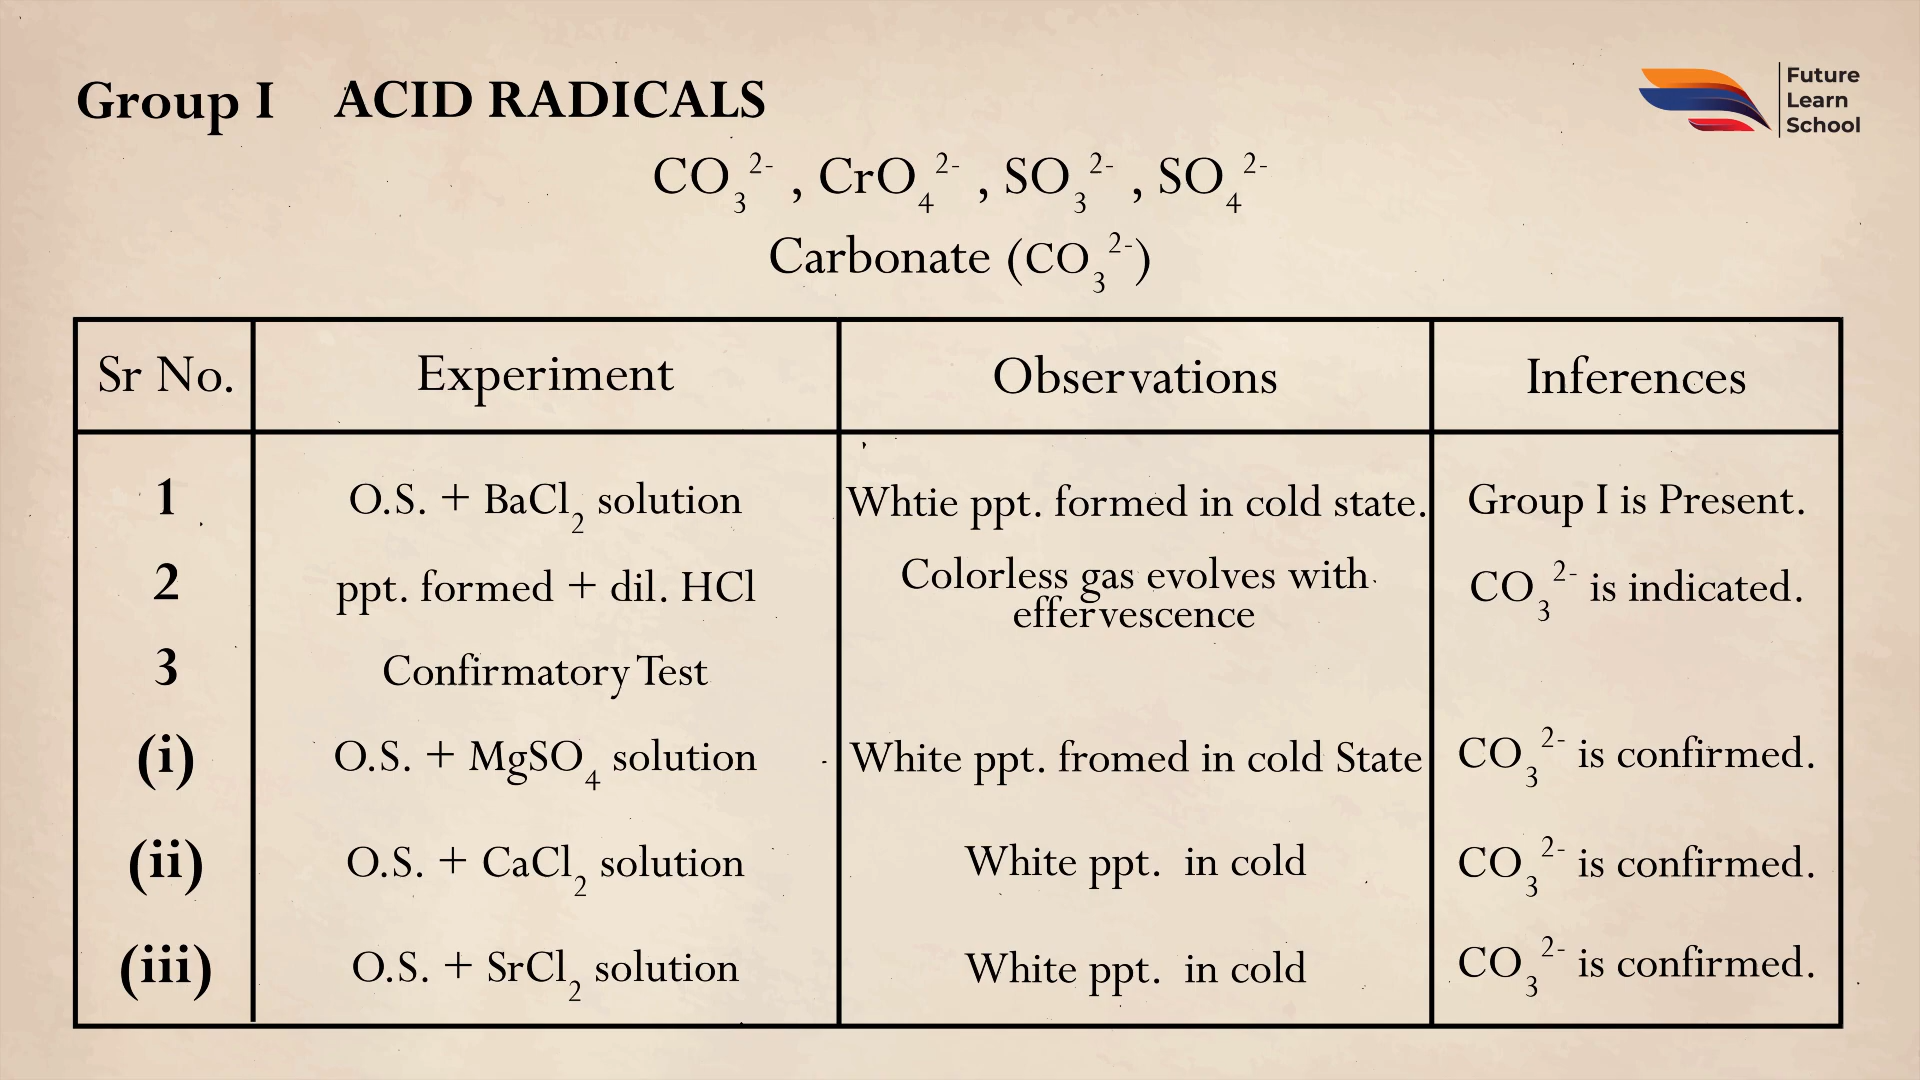 Group I ACID RADICALS
Future
Learn
School
CO₃²⁻ , CrO₄²⁻ , SO₃²⁻ , SO₄²⁻
Carbonate (CO₃²⁻)
Sr No. Experiment Observations Inferences
1 O.S. + BaCl₂ solution Whtie ppt. formed in cold state. Group I is Present.
2 ppt. formed + dil. HCl Colorless gas evolves with effervescence CO₃²⁻ is indicated.
3 Confirmatory Test
(i) O.S. + MgSO₄ solution White ppt. fromed in cold State CO₃²⁻ is confirmed.
(ii) O.S. + CaCl₂ solution White ppt. in cold CO₃²⁻ is confirmed.
(iii) O.S. + SrCl₂ solution White ppt. in cold CO₃²⁻ is confirmed.